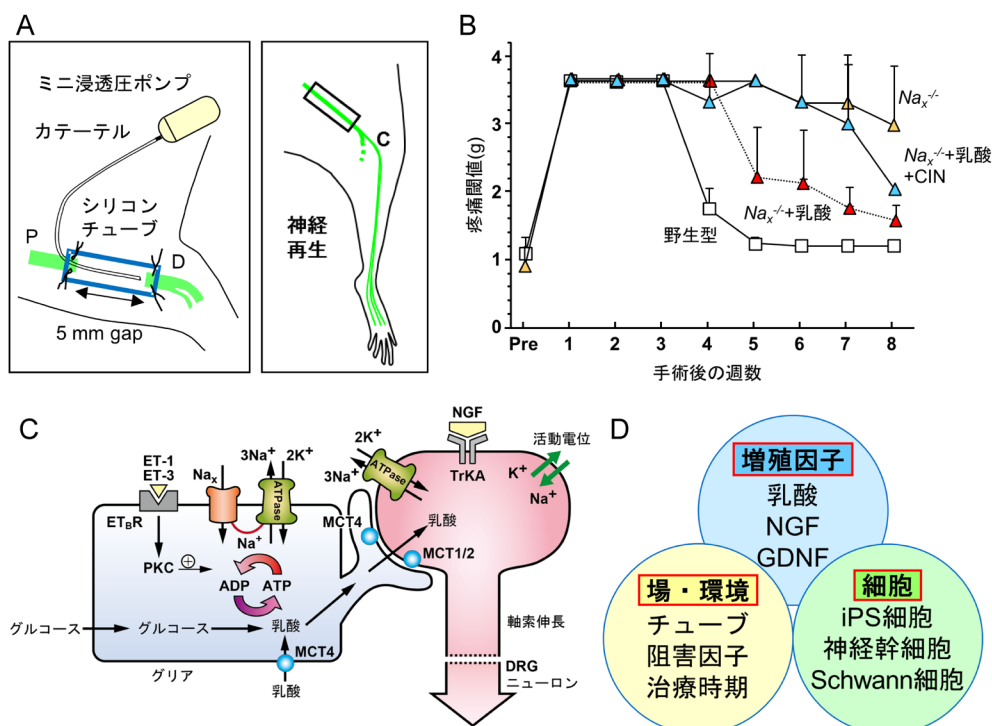 A
ミニ浸透圧ポンプ
カテーテル
シリコン
チューブ
P
D
5 mm gap
C
神経
再生
B
疼痛閾値(g)
4
3
2
1
0
Pre
1
2
3
4
5
6
7
8
手術後の週数
Naₓ⁻/⁻
Naₓ⁻/⁻+乳酸
+CIN
Naₓ⁻/⁻+乳酸
野生型
C
ET-1
ET-3
ETBR
Naₓ
3Na⁺
2K⁺
ATPase
Na⁺
PKC
⊕
ADP
ATP
グルコース
グルコース
乳酸
MCT4
乳酸
グリア
MCT4
MCT1/2
2K⁺
3Na⁺
ATPase
NGF
TrKA
活動電位
K⁺
Na⁺
乳酸
軸索伸長
DRG
ニューロン
D
増殖因子
乳酸
NGF
GDNF
場・環境
チューブ
阻害因子
治療時期
細胞
iPS細胞
神経幹細胞
Schwann細胞